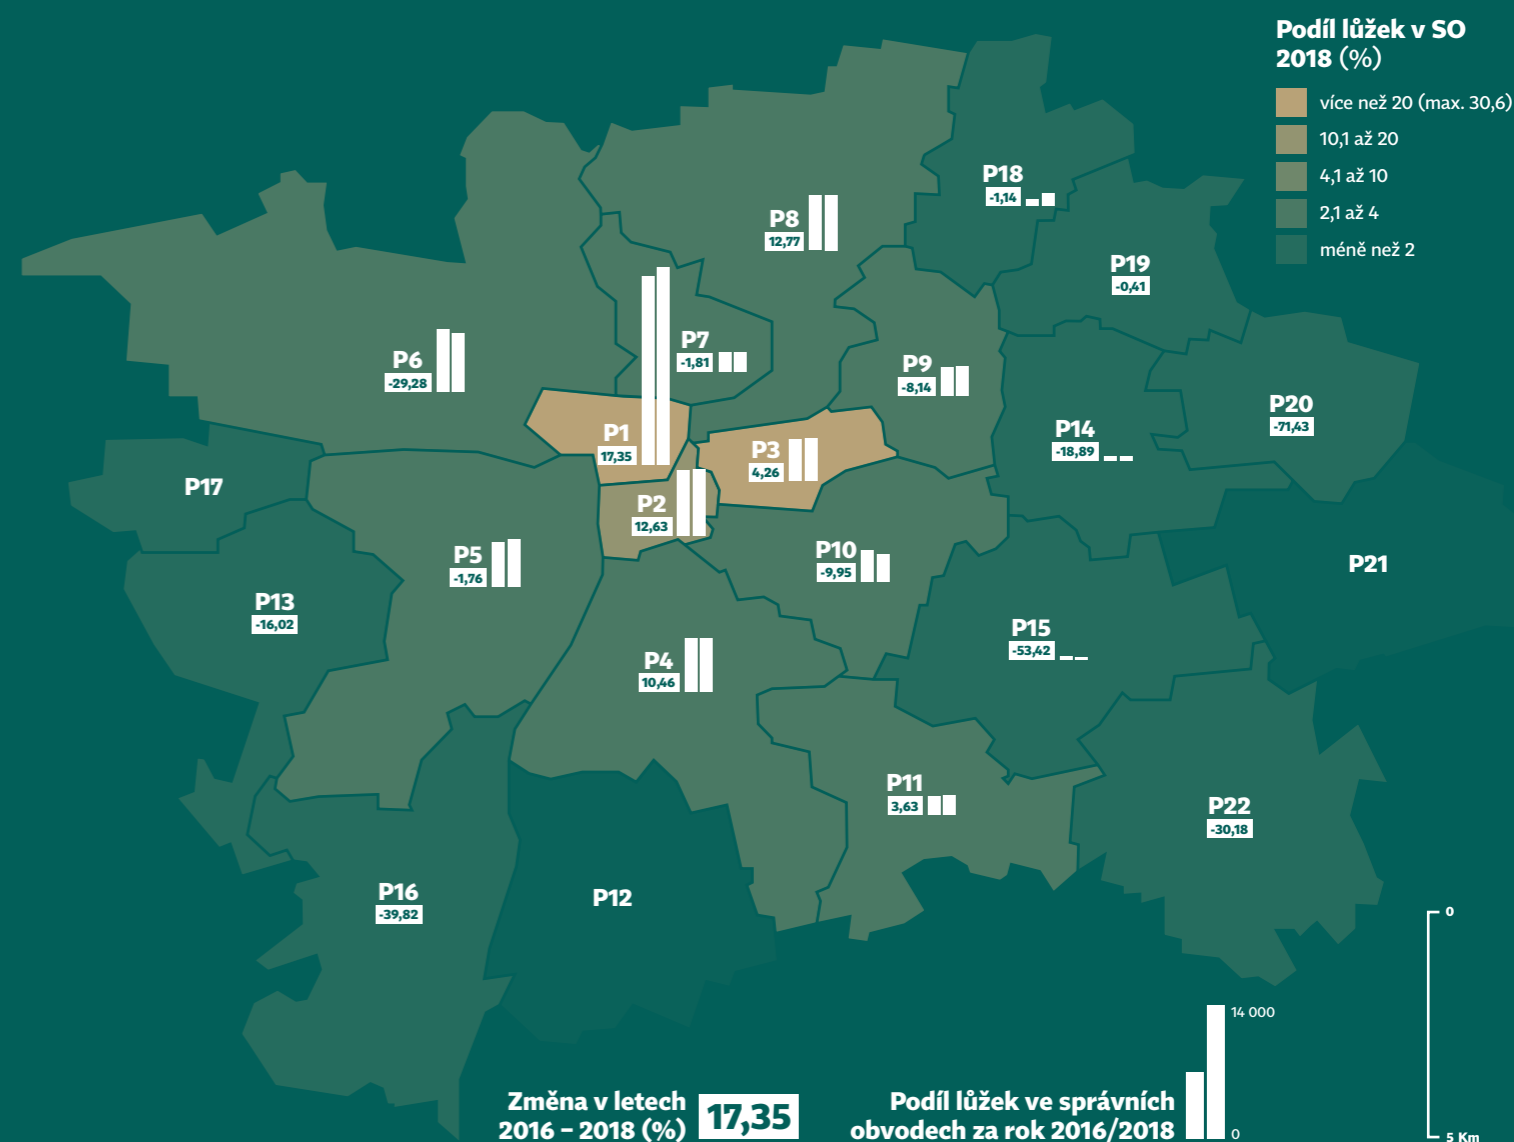 Podíl lůžek v SO
2018 (%)
více než 20 (max. 30,6)
10,1 až 20
4,1 až 10
2,1 až 4
méně než 2
P18
-1,14
P8
12,77
P19
-0,41
P7
-1,81
P6
-29,28
P9
-8,14
P20
-71,43
P1
17,35
P3
4,26
P14
-18,89
P17
P2
12,63
P5
-1,76
P10
-9,95
P21
P13
-16,02
P15
-53,42
P4
10,46
P11
3,63
P22
-30,18
P16
-39,82
P12
0
5 Km
14 000
0
Změna v letech
2016 – 2018 (%)
17,35
Podíl lůžek ve správních
obvodech za rok 2016/2018